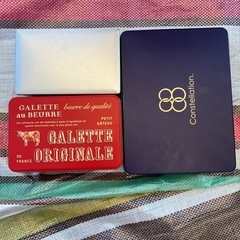 GALETTE
au BEURRE
beurre de qualité
PETIT
GÂTEAU
GALETTE
ORIGINALE
DE
FRANCE
Constellation.